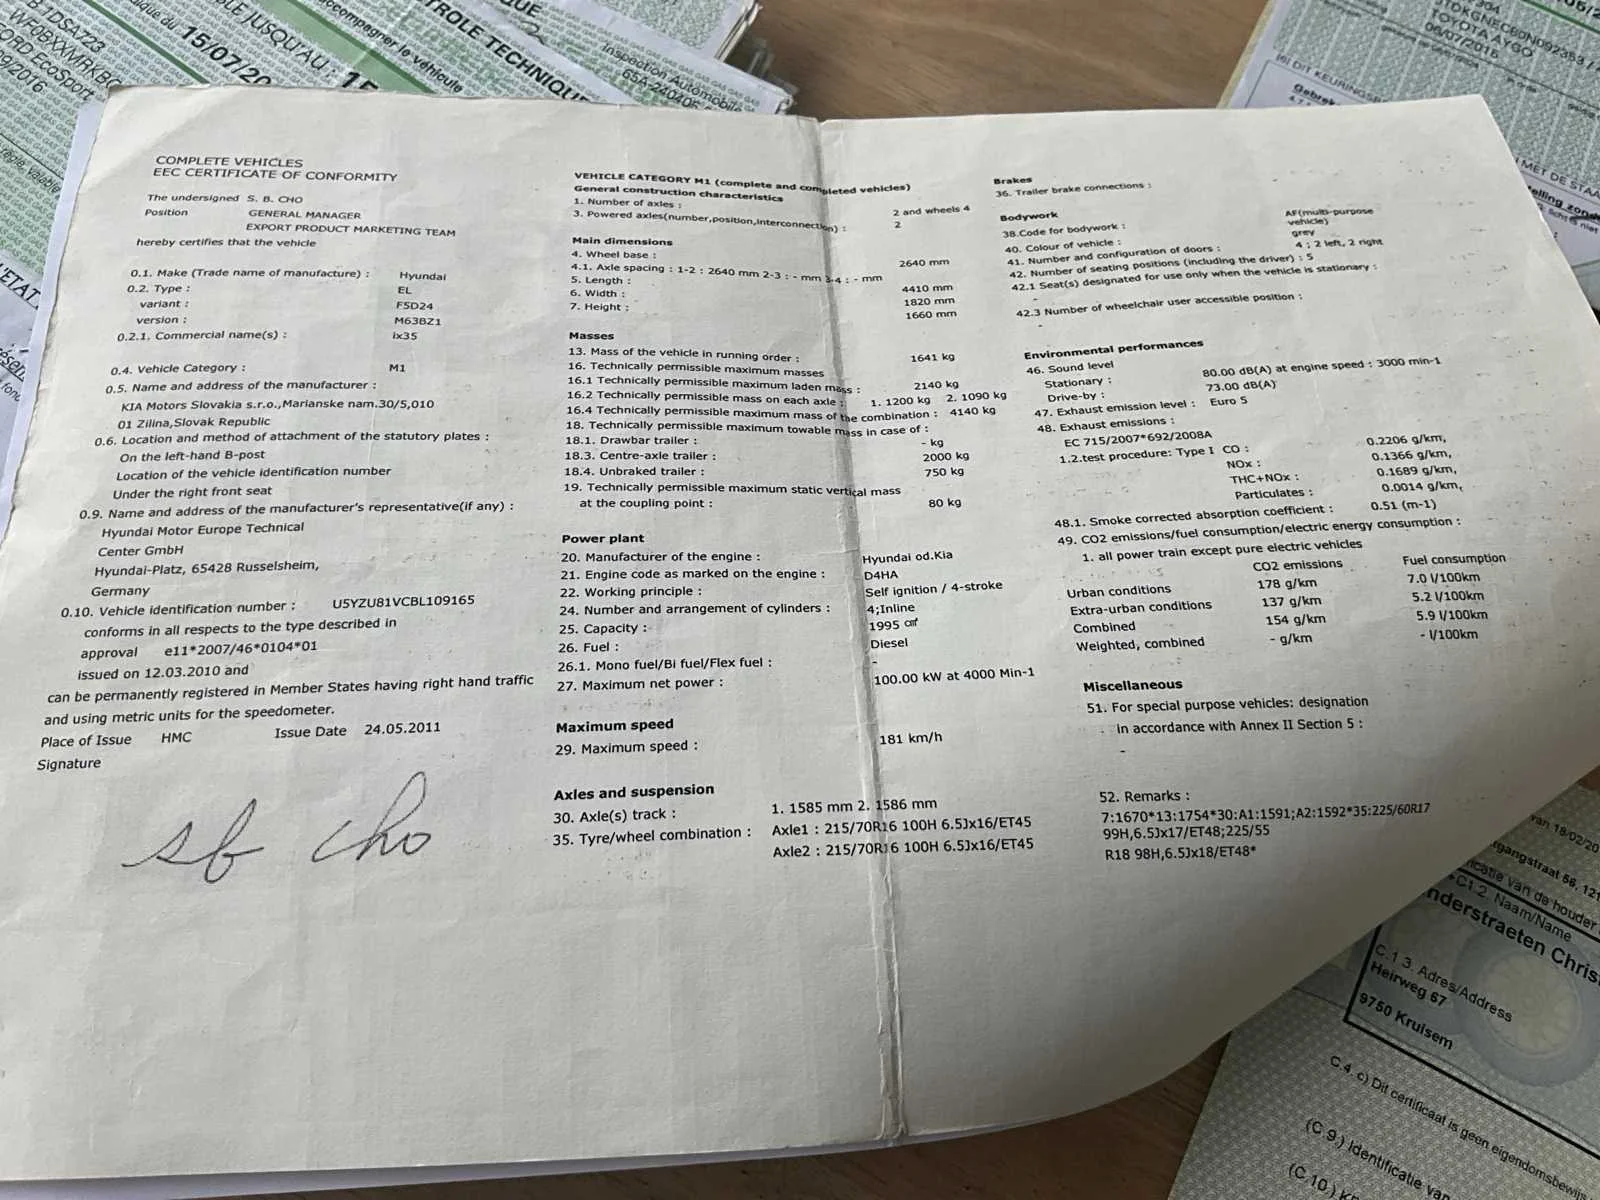 COMPLETE VEHICLES
EEC CERTIFICATE OF CONFORMITY
The undersigned S. B. CHO
Position GENERAL MANAGER
EXPORT PRODUCT MARKETING TEAM
hereby certifies that the vehicle
0.1. Make (Trade name of manufacture) : Hyundai
0.2. Type : EL
variant : F5D24
version : M63BZ1
0.2.1. Commercial name(s) : ix35
0.4. Vehicle Category : M1
0.5. Name and address of the manufacturer :
KIA Motors Slovakia s.r.o.,Marianske nam.30/5,010
01 Zilina,Slovak Republic
0.6. Location and method of attachment of the statutory plates :
On the left-hand B-post
Location of the vehicle identification number
Under the right front seat
0.9. Name and address of the manufacturer's representative(if any) :
Hyundai Motor Europe Technical
Center GmbH
Hyundai-Platz, 65428 Russelsheim,
Germany
0.10. Vehicle identification number : U5YZU81VCBL109165
conforms in all respects to the type described in
approval e11*2007/46*0104*01
issued on 12.03.2010 and
can be permanently registered in Member States having right hand traffic
and using metric units for the speedometer.
Place of Issue HMC Issue Date 24.05.2011
Signature
sb cho
VEHICLE CATEGORY M1 (complete and completed vehicles)
General construction characteristics
1. Number of axles : 2 and wheels 4
3. Powered axles(number,position,interconnection) : 2
Main dimensions
4. Wheel base : 2640 mm
4.1. Axle spacing : 1-2 : 2640 mm 2-3 : - mm 3-4 : - mm
5. Length : 4410 mm
6. Width : 1820 mm
7. Height : 1660 mm
Masses
13. Mass of the vehicle in running order : 1641 kg
16. Technically permissible maximum masses
16.1 Technically permissible maximum laden mass : 2140 kg
16.2 Technically permissible mass on each axle : 1. 1200 kg 2. 1090 kg
16.4 Technically permissible maximum mass of the combination : 4140 kg
18. Technically permissible maximum towable mass in case of :
18.1. Drawbar trailer : - kg
18.3. Centre-axle trailer : 2000 kg
18.4. Unbraked trailer : 750 kg
19. Technically permissible maximum static vertical mass
at the coupling point : 80 kg
Power plant
20. Manufacturer of the engine : Hyundai od.Kia
21. Engine code as marked on the engine : D4HA
22. Working principle : Self ignition / 4-stroke
24. Number and arrangement of cylinders : 4;Inline
25. Capacity : 1995 ㎤
26. Fuel : Diesel
26.1. Mono fuel/Bi fuel/Flex fuel : -
27. Maximum net power : 100.00 kW at 4000 Min-1
Maximum speed
29. Maximum speed : 181 km/h
Axles and suspension
30. Axle(s) track : 1. 1585 mm 2. 1586 mm
35. Tyre/wheel combination : Axle1 : 215/70R16 100H 6.5Jx16/ET45
Axle2 : 215/70R16 100H 6.5Jx16/ET45
Brakes
36. Trailer brake connections :
Bodywork
38.Code for bodywork : AF(multi-purpose
vehicle)
40. Colour of vehicle : grey
41. Number and configuration of doors : 4 ; 2 left, 2 right
42. Number of seating positions (including the driver) : 5
42.1 Seat(s) designated for use only when the vehicle is stationary :
-
42.3 Number of wheelchair user accessible position :
-
Environmental performances
46. Sound level
Stationary : 80.00 dB(A) at engine speed : 3000 min-1
Drive-by : 73.00 dB(A)
47. Exhaust emission level : Euro 5
48. Exhaust emissions :
EC 715/2007*692/2008A
1.2.test procedure: Type I CO : 0.2206 g/km,
NOx : 0.1366 g/km,
THC+NOx : 0.1689 g/km,
Particulates : 0.0014 g/km,
48.1. Smoke corrected absorption coefficient : 0.51 (m-1)
49. CO2 emissions/fuel consumption/electric energy consumption :
1. all power train except pure electric vehicles
CO2 emissions Fuel consumption
Urban conditions 178 g/km 7.0 l/100km
Extra-urban conditions 137 g/km 5.2 l/100km
Combined 154 g/km 5.9 l/100km
Weighted, combined - g/km - l/100km
Miscellaneous
51. For special purpose vehicles: designation
in accordance with Annex II Section 5 :
-
52. Remarks :
7:1670*13:1754*30:A1:1591;A2:1592*35:225/60R17
99H,6.5Jx17/ET48;225/55
R18 98H,6.5Jx18/ET48*
B 1DSA723
WF0BXXMRKB
ORD EcoSport
9/2016
15/07/20
JUSQU'AU :
accompagner le véhicule
TRÔLE TECHNIQUE
Inspection Automobile
TOYOTA AYGO
06/07/2016
(6) DIT KEURINGS
MET DE STAA
van 18/02/20
tgangstraat 56, 121
icatie van de houder
C.1 2. Naam/Name
nderstraeten Chris
C.1 3. Adres/Address
Heirweg 67
9750 Kruisem
C.4. c) Dit certificaat is geen eigendomsbewijs
(C.9.) Identificatie van
(C.10.)